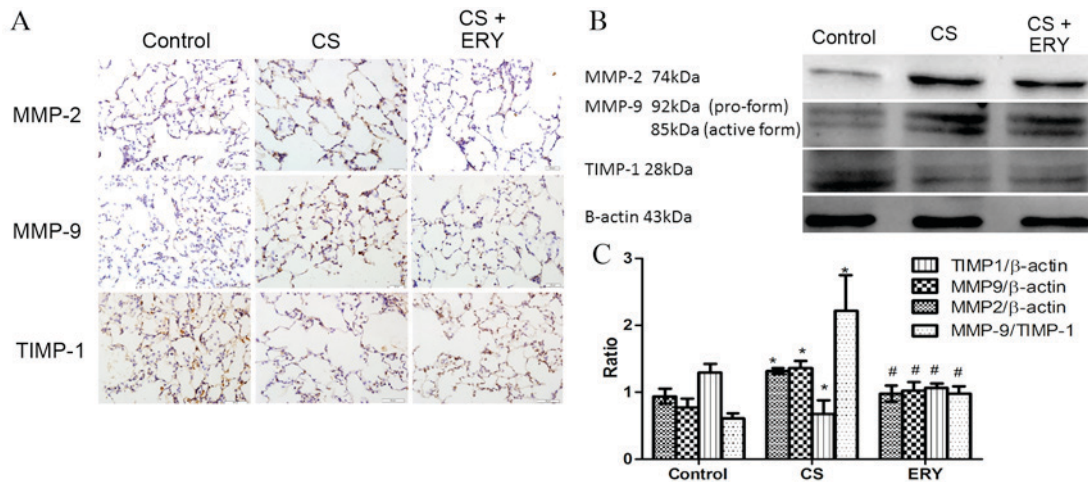 A
Control
CS
CS +
ERY
MMP-2
MMP-9
TIMP-1
B
Control
CS
CS +
ERY
MMP-2 74kDa
MMP-9 92kDa (pro-form)
85kDa (active form)
TIMP-1 28kDa
B-actin 43kDa
C
Ratio
3
2
1
0
* * * *
# # # #
Control
CS
ERY
TIMP1/β-actin
MMP9/β-actin
MMP2/β-actin
MMP-9/TIMP-1